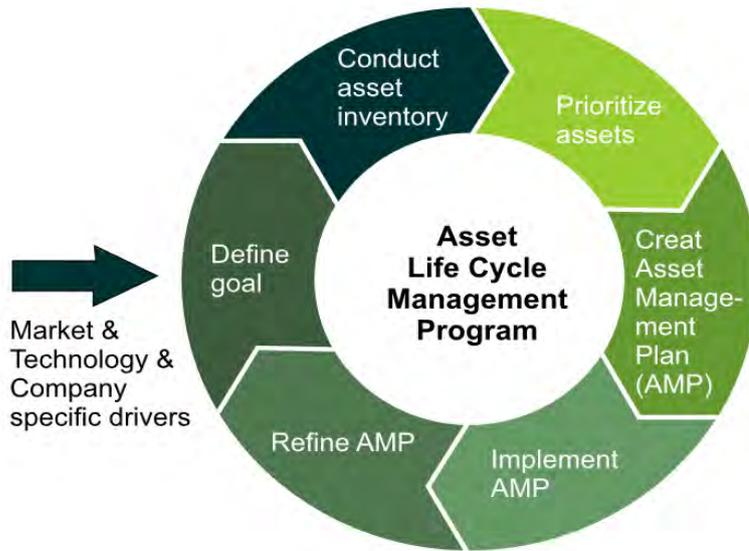 Conduct
asset
inventory
Prioritize
assets
Creat
Asset
Manage-
ment
Plan
(AMP)
Implement
AMP
Refine AMP
Define
goal
Asset
Life Cycle
Management
Program
Market &
Technology &
Company
specific drivers